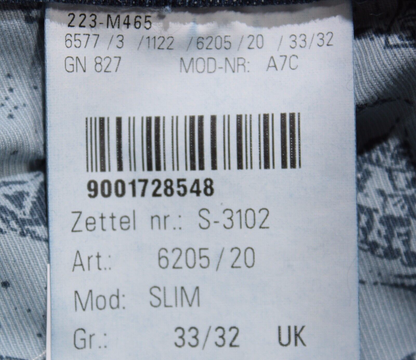 223-M465
6577 /3 /1122 /6205 / 20 / 33/32
GN 827 MOD-NR: A7C
9001728548
Zettel nr.: S-3102
Art.: 6205 / 20
Mod: SLIM
Gr.: 33/32 UK